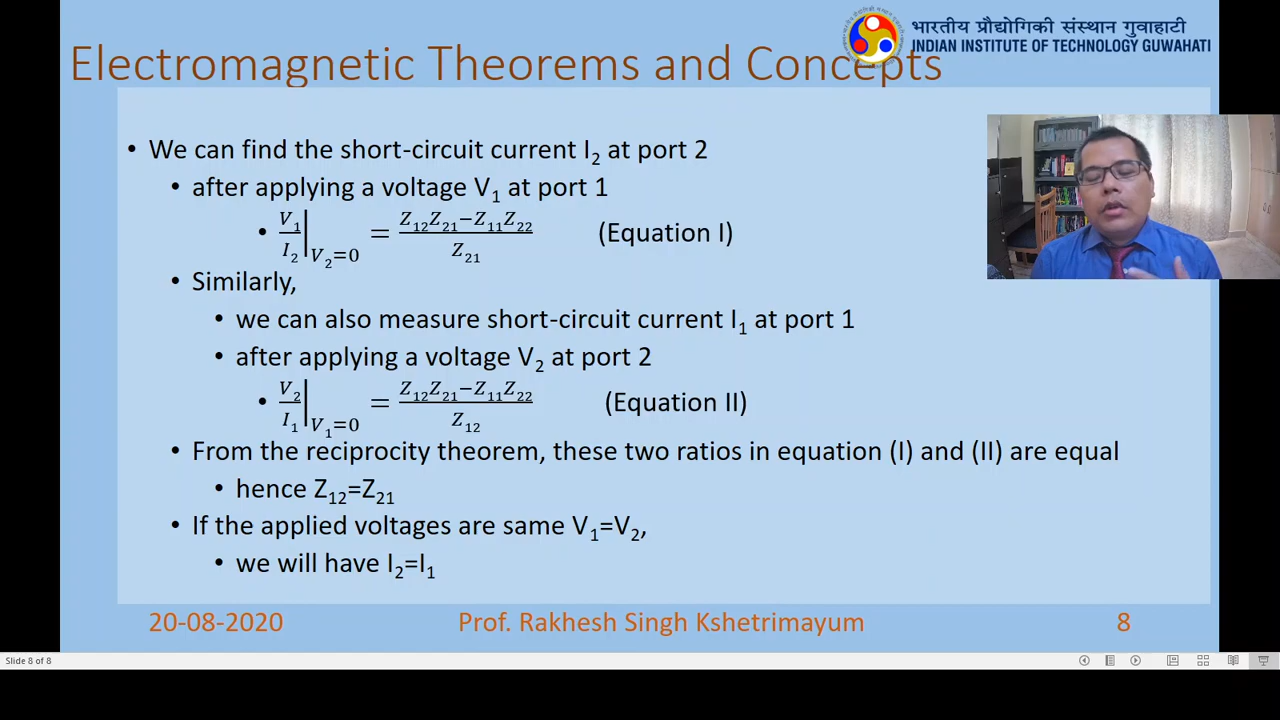 भारतीय प्रौद्योगिकी संस्थान गुवाहाटी
INDIAN INSTITUTE OF TECHNOLOGY GUWAHATI
Electromagnetic Theorems and Concepts
• We can find the short-circuit current I₂ at port 2
• after applying a voltage V₁ at port 1
• V₁/I₂|V₂=0 = (Z₁₂Z₂₁−Z₁₁Z₂₂)/Z₂₁ (Equation I)
• Similarly,
• we can also measure short-circuit current I₁ at port 1
• after applying a voltage V₂ at port 2
• V₂/I₁|V₁=0 = (Z₁₂Z₂₁−Z₁₁Z₂₂)/Z₁₂ (Equation II)
• From the reciprocity theorem, these two ratios in equation (I) and (II) are equal
• hence Z₁₂=Z₂₁
• If the applied voltages are same V₁=V₂,
• we will have I₂=I₁
20-08-2020 Prof. Rakhesh Singh Kshetrimayum 8
Slide 8 of 8